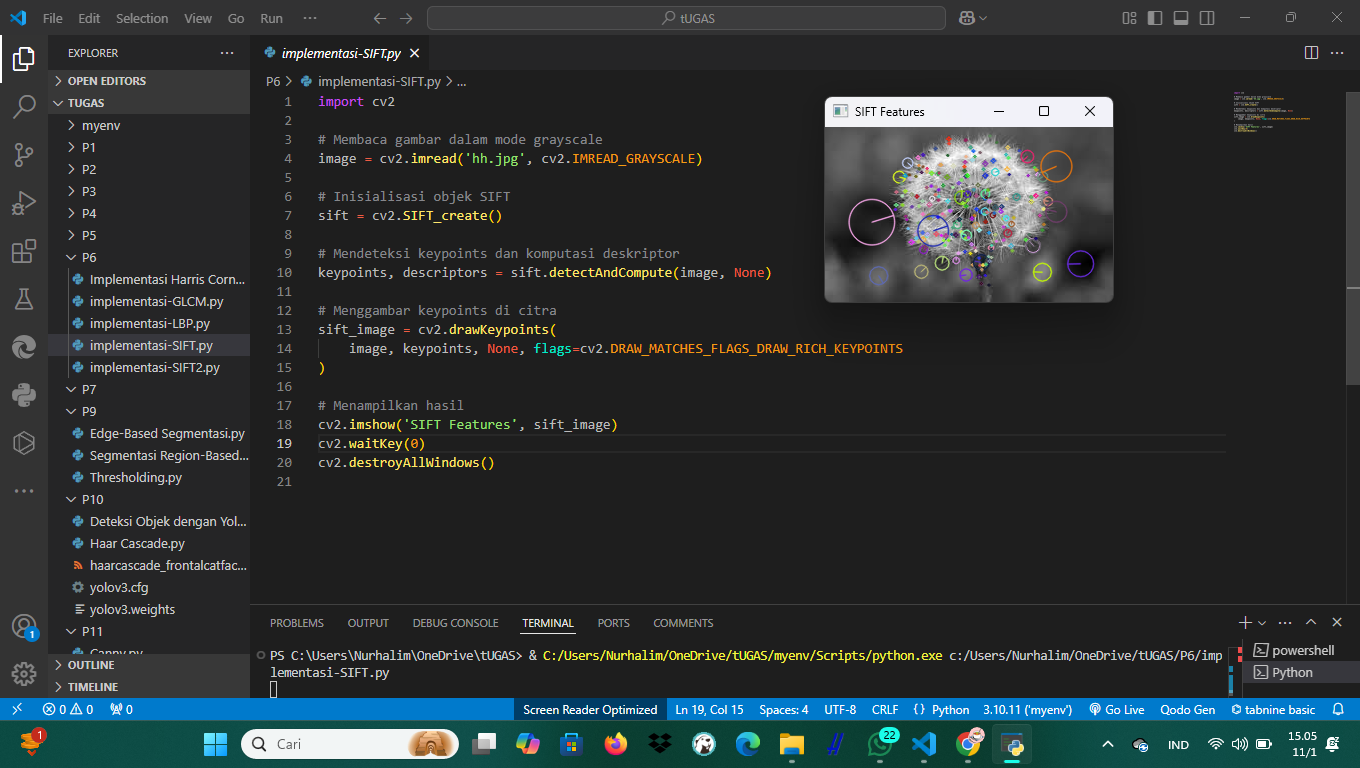 File Edit Selection View Go Run ··· tUGAS
EXPLORER ···
OPEN EDITORS
TUGAS
myenv
P1
P2
P3
P4
P5
P6
Implementasi Harris Corn...
implementasi-GLCM.py
implementasi-LBP.py
implementasi-SIFT.py
implementasi-SIFT2.py
P7
P9
Edge-Based Segmentasi.py
Segmentasi Region-Based...
Thresholding.py
P10
Deteksi Objek dengan Yol...
Haar Cascade.py
haarcascade_frontalcatfac...
yolov3.cfg
yolov3.weights
P11
Canny.py
OUTLINE
TIMELINE
1
implementasi-SIFT.py
P6 > implementasi-SIFT.py > ...
1 import cv2
2
3 # Membaca gambar dalam mode grayscale
4 image = cv2.imread('hh.jpg', cv2.IMREAD_GRAYSCALE)
5
6 # Inisialisasi objek SIFT
7 sift = cv2.SIFT_create()
8
9 # Mendeteksi keypoints dan komputasi deskriptor
10 keypoints, descriptors = sift.detectAndCompute(image, None)
11
12 # Menggambar keypoints di citra
13 sift_image = cv2.drawKeypoints(
14 image, keypoints, None, flags=cv2.DRAW_MATCHES_FLAGS_DRAW_RICH_KEYPOINTS
15 )
16
17 # Menampilkan hasil
18 cv2.imshow('SIFT Features', sift_image)
19 cv2.waitKey(0)
20 cv2.destroyAllWindows()
21
SIFT Features
PROBLEMS OUTPUT DEBUG CONSOLE TERMINAL PORTS COMMENTS
PS C:\Users\Nurhalim\OneDrive\tUGAS> & C:/Users/Nurhalim/OneDrive/tUGAS/myenv/Scripts/python.exe c:/Users/Nurhalim/OneDrive/tUGAS/P6/imp
lementasi-SIFT.py
powershell
Python
0 0 0 Screen Reader Optimized Ln 19, Col 15 Spaces: 4 UTF-8 CRLF {} Python 3.10.11 ('myenv') Go Live Qodo Gen tabnine basic
1 Cari 22 IND 15.05
11/1